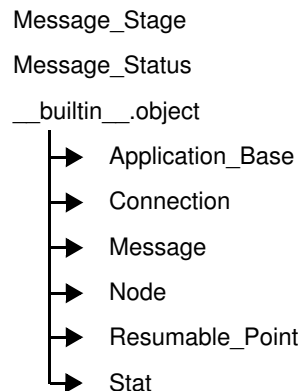 Message_Stage
Message_Status
__builtin__.object
Application_Base
Connection
Message
Node
Resumable_Point
Stat